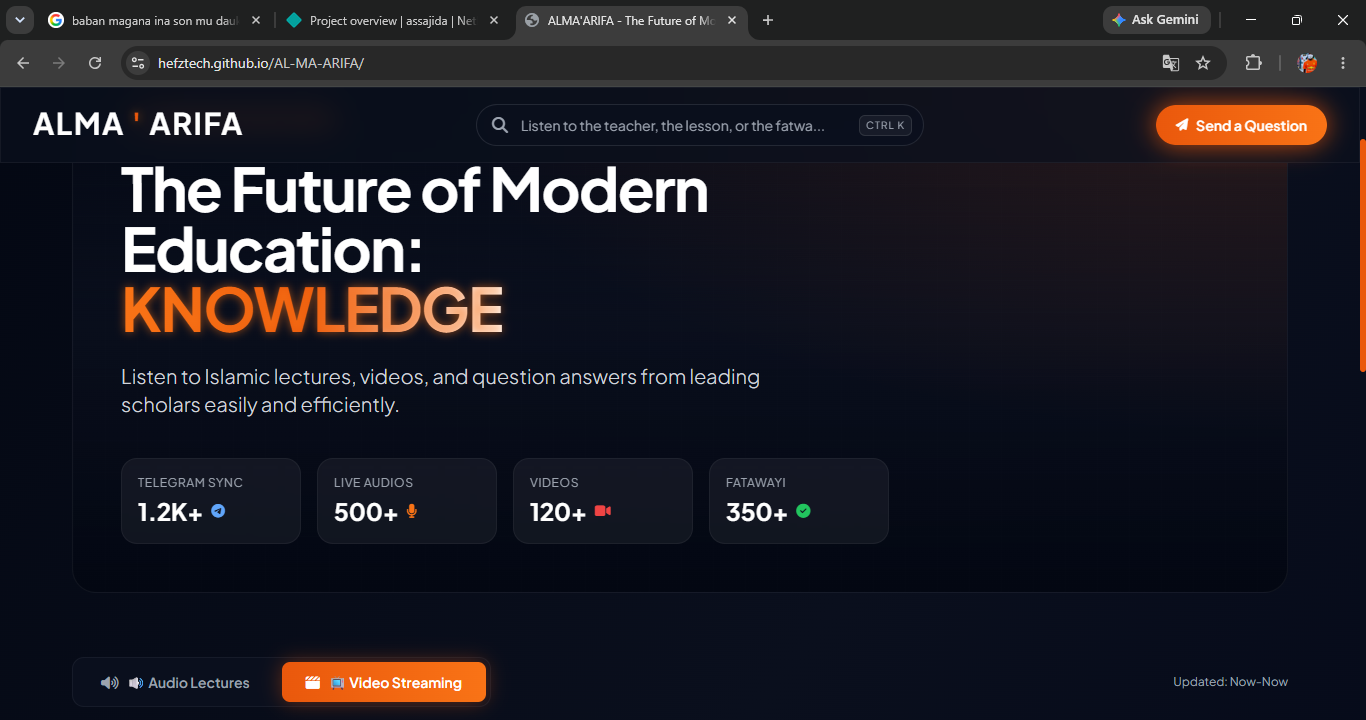 baban magana ina son mu dau
Project overview | assajida | Net
ALMA'ARIFA - The Future of Mo
Ask Gemini
hefztech.github.io/AL-MA-ARIFA/
ALMA ' ARIFA
Listen to the teacher, the lesson, or the fatwa...
CTRL K
Send a Question
The Future of Modern
Education:
KNOWLEDGE
Listen to Islamic lectures, videos, and question answers from leading
scholars easily and efficiently.
TELEGRAM SYNC
1.2K+
LIVE AUDIOS
500+
VIDEOS
120+
FATAWAYI
350+
Audio Lectures
Video Streaming
Updated: Now-Now